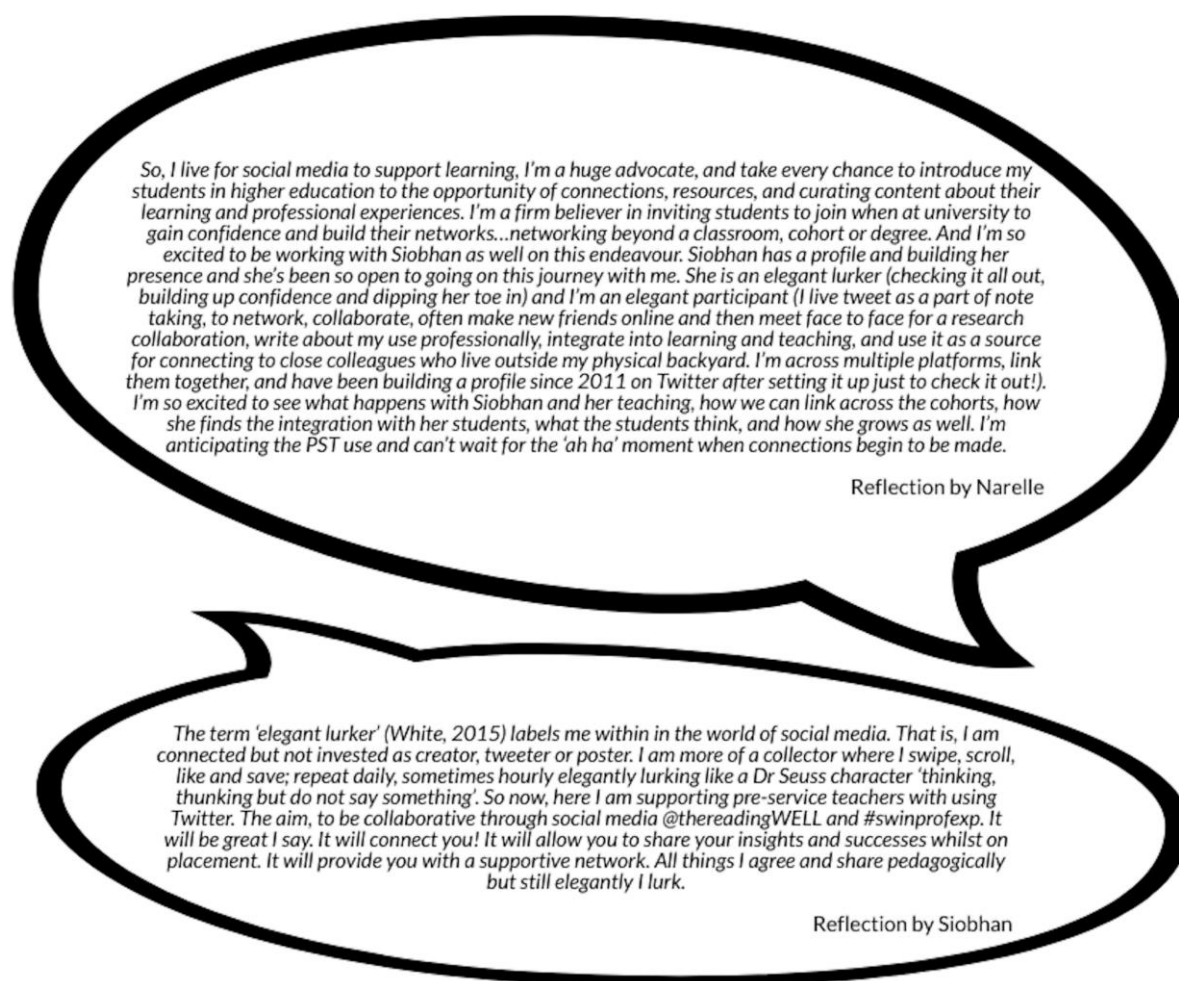 So, I live for social media to support learning, I’m a huge advocate, and take every chance to introduce my
students in higher education to the opportunity of connections, resources, and curating content about their
learning and professional experiences. I’m a firm believer in inviting students to join when at university to
gain confidence and build their networks...networking beyond a classroom, cohort or degree. And I’m so
excited to be working with Siobhan as well on this endeavour. Siobhan has a profile and building her
presence and she’s been so open to going on this journey with me. She is an elegant lurker (checking it all out,
building up confidence and dipping her toe in) and I’m an elegant participant (I live tweet as a part of note
taking, to network, collaborate, often make new friends online and then meet face to face for a research
collaboration, write about my use professionally, integrate into learning and teaching, and use it as a source
for connecting to close colleagues who live outside my physical backyard. I’m across multiple platforms, link
them together, and have been building a profile since 2011 on Twitter after setting it up just to check it out!).
I’m so excited to see what happens with Siobhan and her teaching, how we can link across the cohorts, how
she finds the integration with her students, what the students think, and how she grows as well. I’m
anticipating the PST use and can’t wait for the ‘ah ha’ moment when connections begin to be made.
Reflection by Narelle
The term ‘elegant lurker’ (White, 2015) labels me within in the world of social media. That is, I am
connected but not invested as creator, tweeter or poster. I am more of a collector where I swipe, scroll,
like and save; repeat daily, sometimes hourly elegantly lurking like a Dr Seuss character ‘thinking,
thunking but do not say something’. So now, here I am supporting pre-service teachers with using
Twitter. The aim, to be collaborative through social media @thereadingWELL and #swinprofexp. It
will be great I say. It will connect you! It will allow you to share your insights and successes whilst on
placement. It will provide you with a supportive network. All things I agree and share pedagogically
but still elegantly I lurk.
Reflection by Siobhan